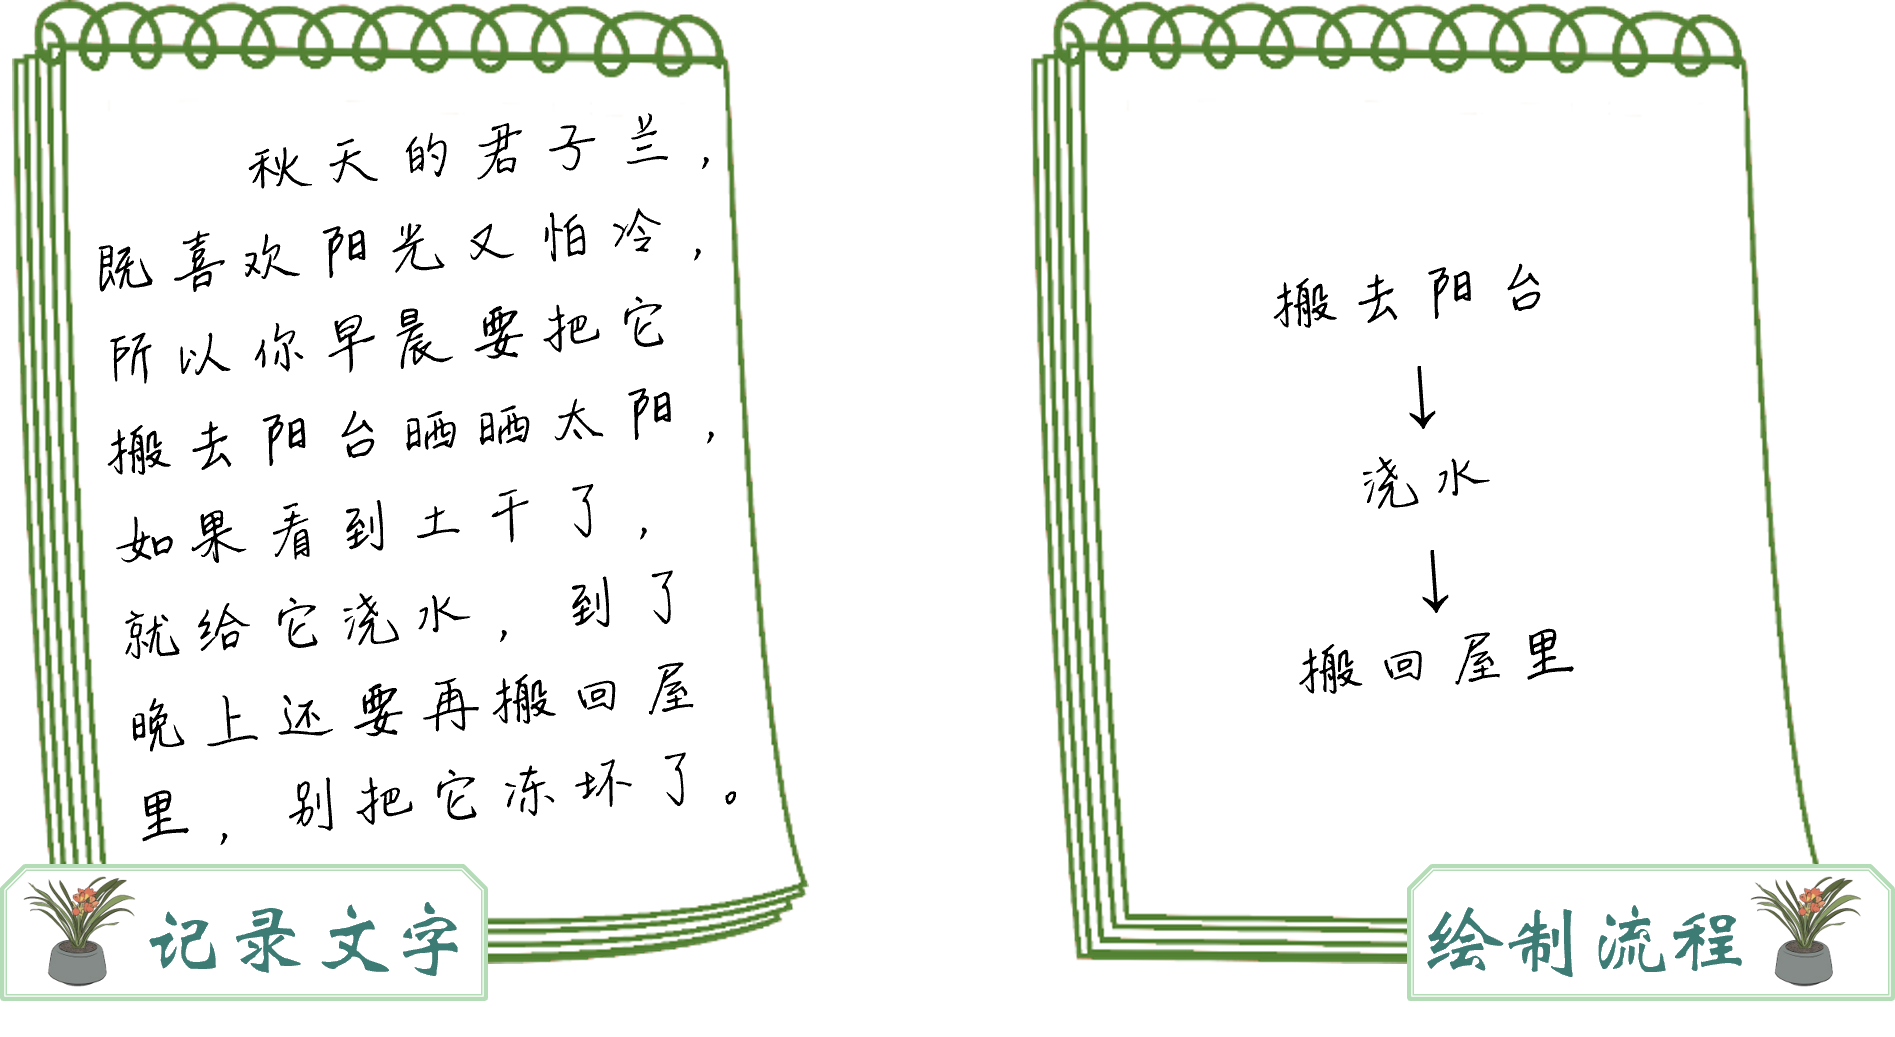 秋天的君子兰，
既喜欢阳光又怕冷，
所以你早晨要把它
搬去阳台晒晒太阳，
如果看到土干了，
就给它浇水，到了
晚上还要再搬回屋
里，别把它冻坏了。
记录文字
搬去阳台
↓
浇水
↓
搬回屋里
绘制流程